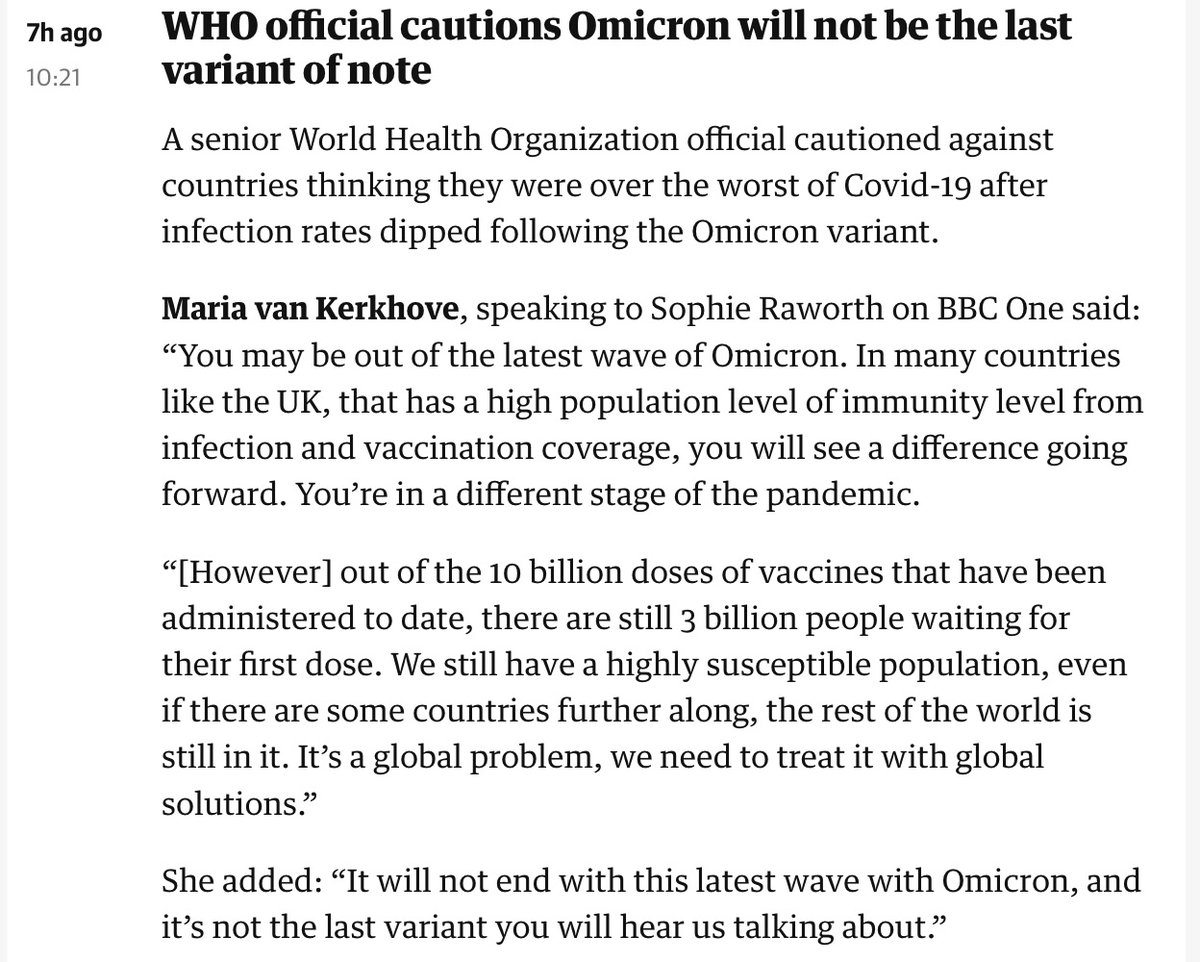 7h ago
10:21
WHO official cautions Omicron will not be the last
variant of note
A senior World Health Organization official cautioned against
countries thinking they were over the worst of Covid-19 after
infection rates dipped following the Omicron variant.
Maria van Kerkhove, speaking to Sophie Raworth on BBC One said:
“You may be out of the latest wave of Omicron. In many countries
like the UK, that has a high population level of immunity level from
infection and vaccination coverage, you will see a difference going
forward. You’re in a different stage of the pandemic.
“[However] out of the 10 billion doses of vaccines that have been
administered to date, there are still 3 billion people waiting for
their first dose. We still have a highly susceptible population, even
if there are some countries further along, the rest of the world is
still in it. It’s a global problem, we need to treat it with global
solutions.”
She added: “It will not end with this latest wave with Omicron, and
it’s not the last variant you will hear us talking about.”